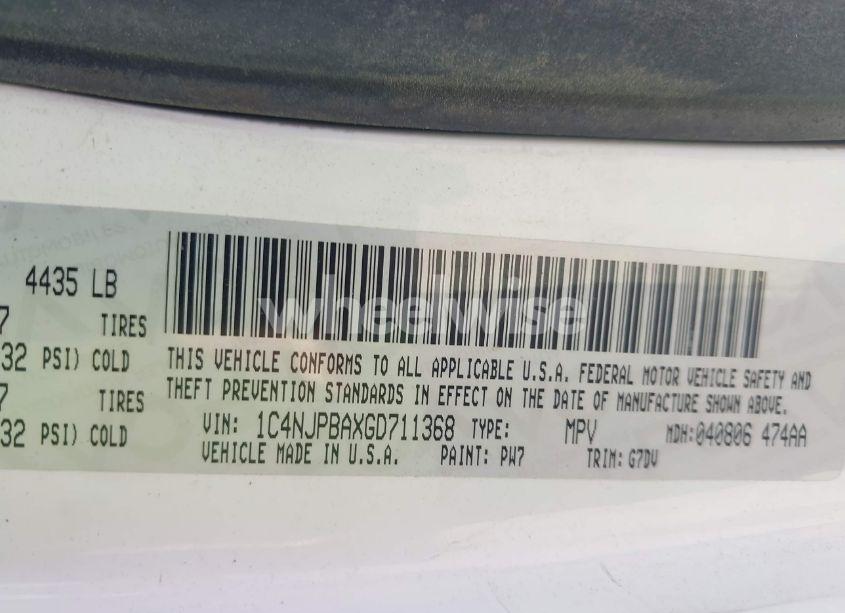 4435 LB
7 TIRES
32 PSI) COLD
7 TIRES
32 PSI) COLD
wheelwise
THIS VEHICLE CONFORMS TO ALL APPLICABLE U.S.A. FEDERAL MOTOR VEHICLE SAFETY AND
THEFT PREVENTION STANDARDS IN EFFECT ON THE DATE OF MANUFACTURE SHOWN ABOVE.
VIN: 1C4NJPBAXGD711368 TYPE: MPV MDH:040806 474AA
VEHICLE MADE IN U.S.A. PAINT: PW7 TRIM: G7DV